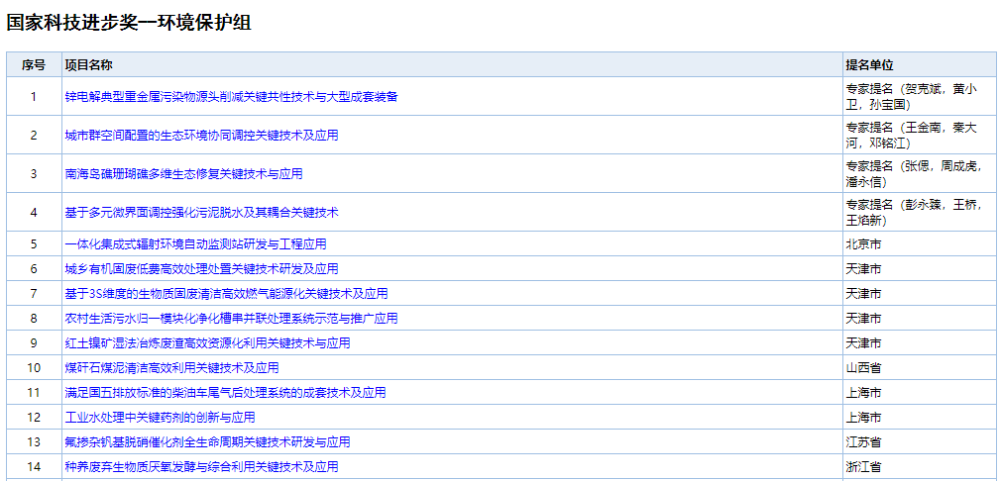 国家科技进步奖--环境保护组
序号 项目名称 提名单位
1 锌电解典型重金属污染物源头削减关键共性技术与大型成套装备 专家提名（贺克斌，黄小
卫，孙宝国）
2 城市群空间配置的生态环境协同调控关键技术及应用 专家提名（王金南，秦大
河，邓铭江）
3 南海岛礁珊瑚礁多维生态修复关键技术与应用 专家提名（张偲，周成虎，
潘永信）
4 基于多元微界面调控强化污泥脱水及其耦合关键技术 专家提名（彭永臻，王桥，
王焰新）
5 一体化集成式辐射环境自动监测站研发与工程应用 北京市
6 城乡有机固废低废高效处理处置关键技术研发及应用 天津市
7 基于3S维度的生物质固废清洁高效燃气能源化关键技术及应用 天津市
8 农村生活污水归一模块化净化槽串并联处理系统示范与推广应用 天津市
9 红土镍矿湿法冶炼废渣高效资源化利用关键技术与应用 天津市
10 煤矸石煤泥清洁高效利用关键技术及应用 山西省
11 满足国五排放标准的柴油车尾气后处理系统的成套技术及应用 上海市
12 工业水处理中关键药剂的创新与应用 上海市
13 氟掺杂钒基脱硝催化剂全生命周期关键技术研发与应用 江苏省
14 种养废弃生物质厌氧发酵与综合利用关键技术及应用 浙江省